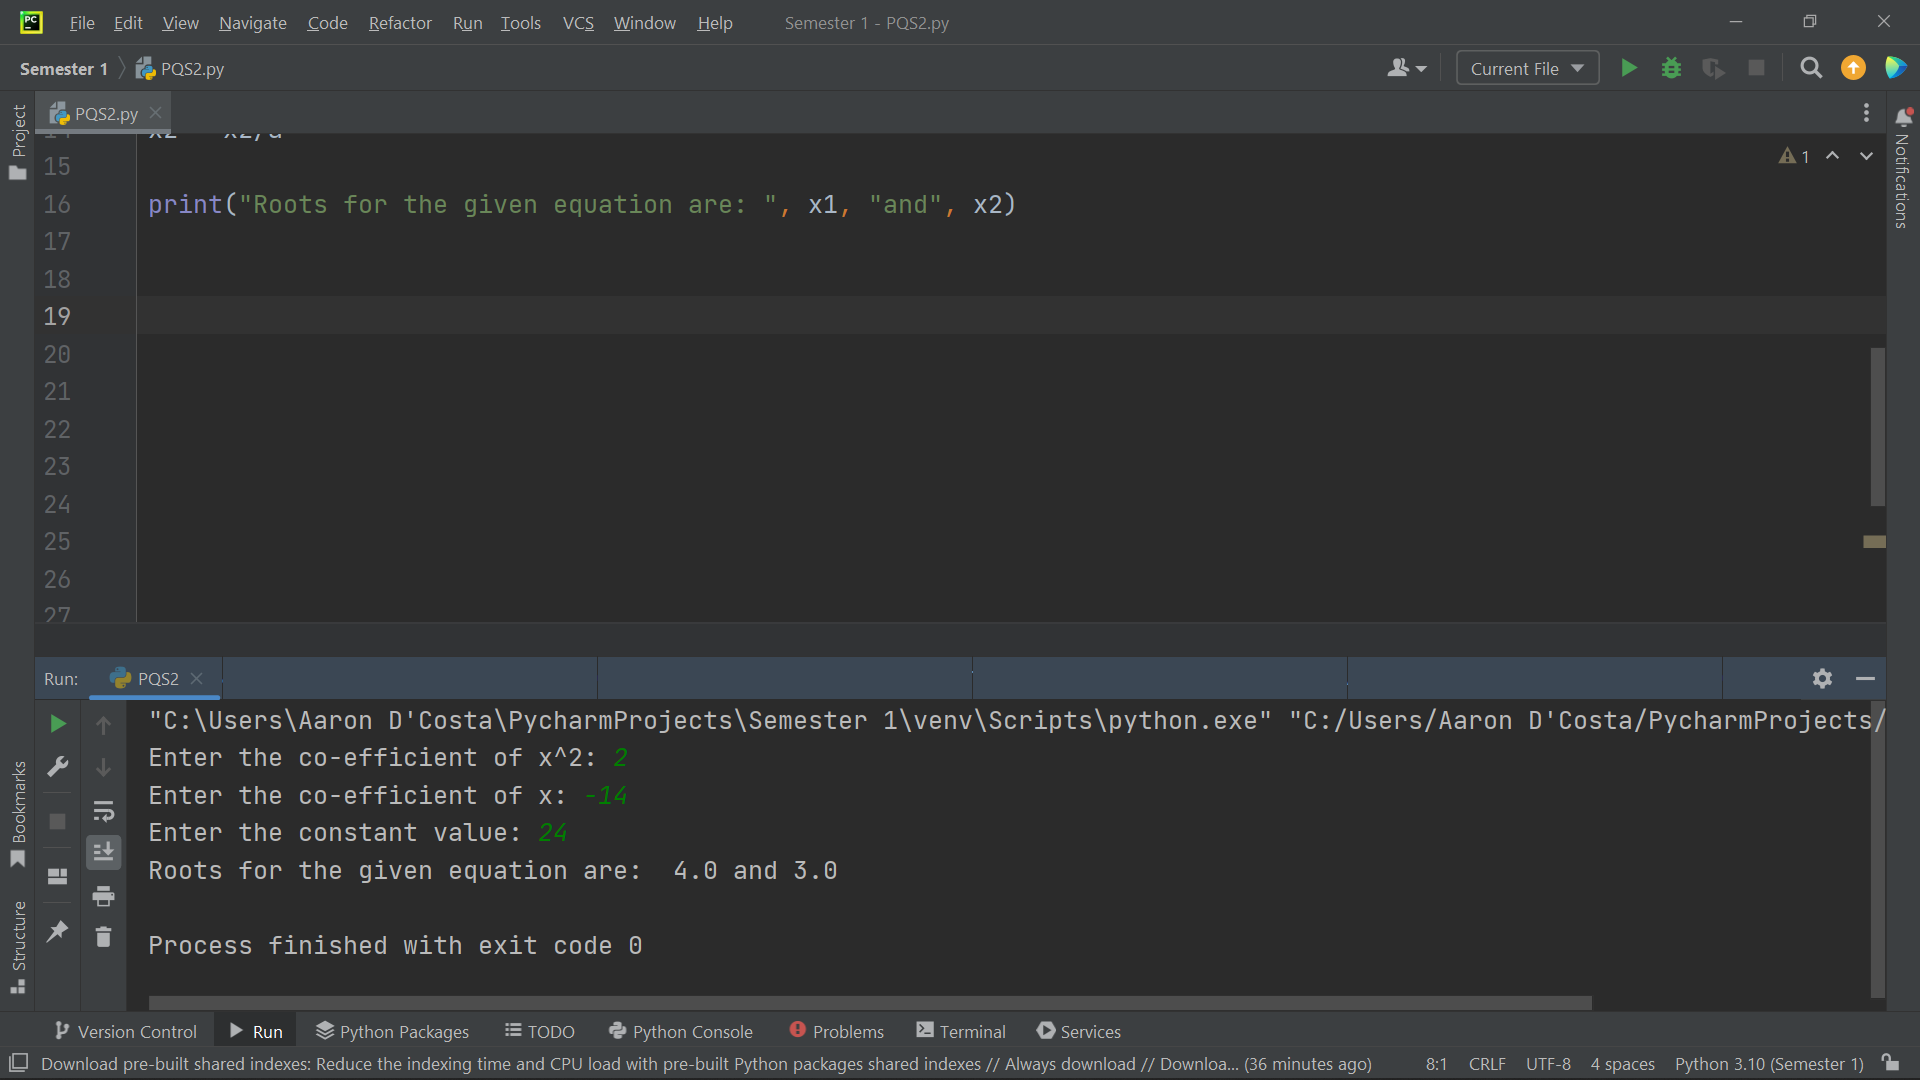 PC File Edit View Navigate Code Refactor Run Tools VCS Window Help Semester 1 - PQS2.py
Semester 1 PQS2.py Current File
Project
PQS2.py
15
16 print("Roots for the given equation are: ", x1, "and", x2)
17
18
19
20
21
22
23
24
25
26
27
1
Notifications
Run: PQS2
"C:\Users\Aaron D'Costa\PycharmProjects\Semester 1\venv\Scripts\python.exe" "C:/Users/Aaron D'Costa/PycharmProjects/
Enter the co-efficient of x^2: 2
Enter the co-efficient of x: -14
Enter the constant value: 24
Roots for the given equation are:  4.0 and 3.0
Process finished with exit code 0
Bookmarks
Structure
Version Control Run Python Packages TODO Python Console Problems Terminal Services
Download pre-built shared indexes: Reduce the indexing time and CPU load with pre-built Python packages shared indexes // Always download // Downloa... (36 minutes ago) 8:1 CRLF UTF-8 4 spaces Python 3.10 (Semester 1)